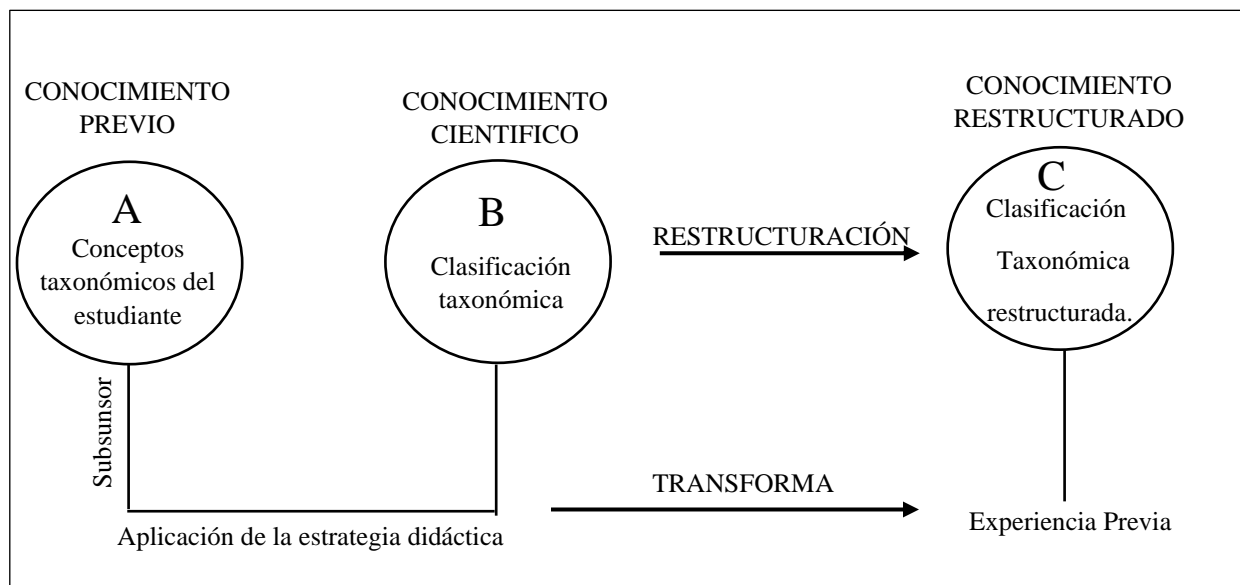 CONOCIMIENTO
PREVIO
A
Conceptos
taxonómicos del
estudiante
Subsunsor
CONOCIMIENTO
CIENTIFICO
B
Clasificación
taxonómica
Aplicación de la estrategia didáctica
RESTRUCTURACIÓN
TRANSFORMA
CONOCIMIENTO
RESTRUCTURADO
C
Clasificación
Taxonómica
restructurada.
Experiencia Previa